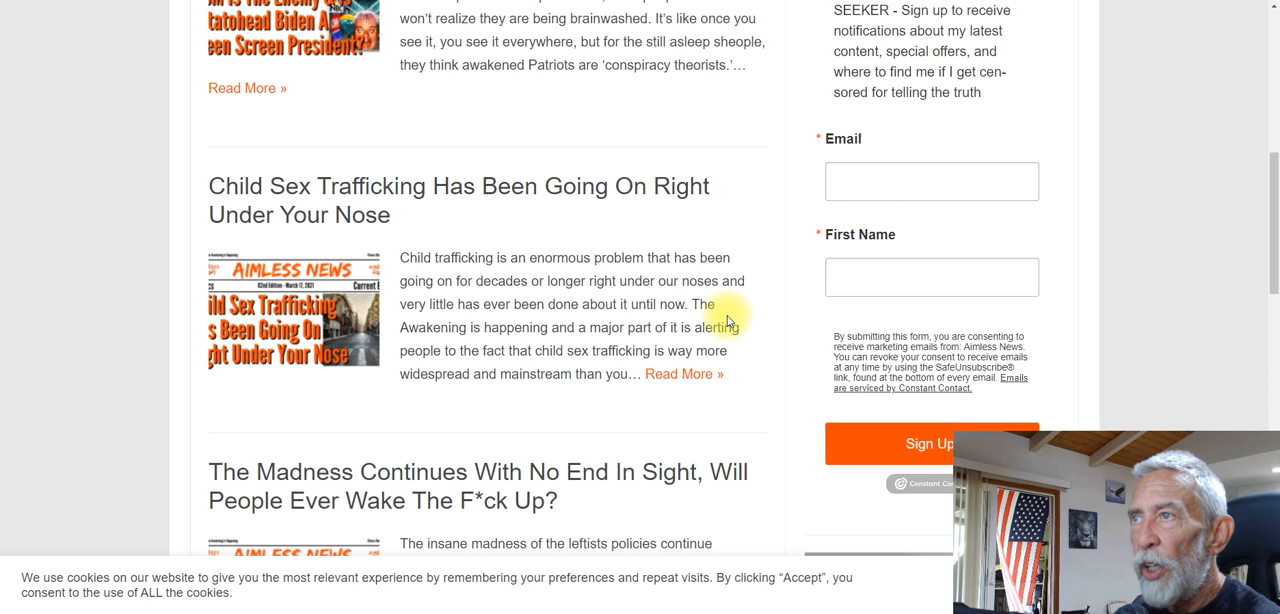 om Is The Enemy &
tatohead Biden A
een Screen President?
won't realize they are being brainwashed. It's like once you
see it, you see it everywhere, but for the still asleep sheople,
they think awakened Patriots are 'conspiracy theorists.'…
Read More »
Child Sex Trafficking Has Been Going On Right
Under Your Nose
AIMLESS NEWS
82nd Edition - March 17, 2021
Current E
ild Sex Trafficking
s Been Going On
ght Under Your Nose
Child trafficking is an enormous problem that has been
going on for decades or longer right under our noses and
very little has ever been done about it until now. The
Awakening is happening and a major part of it is alerting
people to the fact that child sex trafficking is way more
widespread and mainstream than you… Read More »
The Madness Continues With No End In Sight, Will
People Ever Wake The F*ck Up?
AIMLESS NEWS
The insane madness of the leftists policies continue
SEEKER - Sign up to receive
notifications about my latest
content, special offers, and
where to find me if I get cen-
sored for telling the truth
* Email
* First Name
By submitting this form, you are consenting to
receive marketing emails from: Aimless News.
You can revoke your consent to receive emails
at any time by using the SafeUnsubscribe®
link, found at the bottom of every email. Emails
are serviced by Constant Contact.
Sign Up
Constant Con
We use cookies on our website to give you the most relevant experience by remembering your preferences and repeat visits. By clicking "Accept", you
consent to the use of ALL the cookies.